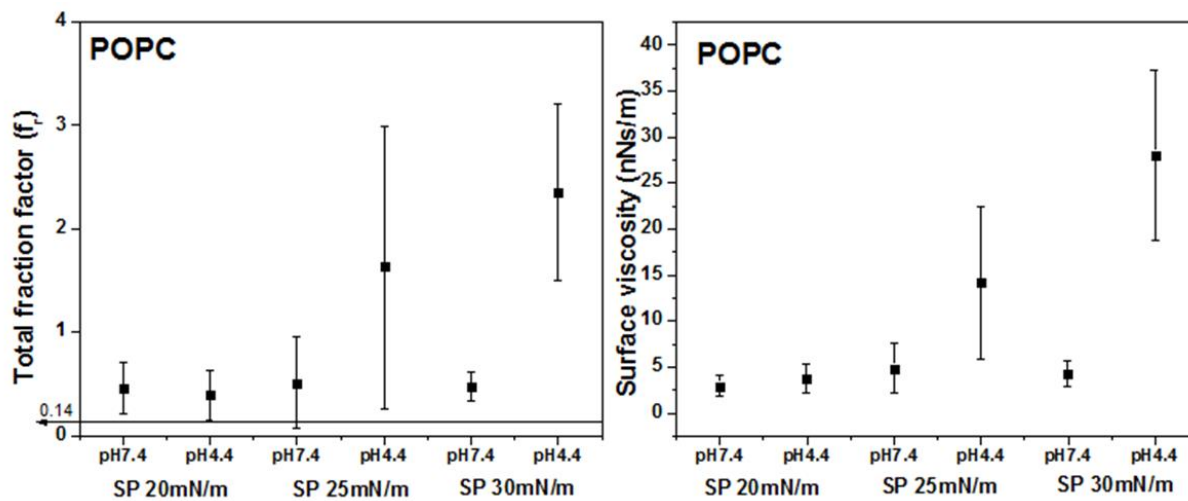 POPC
Total fraction factor (fr)
4
3
2
1
0.14
0
pH7.4 pH4.4 pH7.4 pH4.4 pH7.4 pH4.4
SP 20mN/m SP 25mN/m SP 30mN/m
POPC
Surface viscosity (nNs/m)
40
35
30
25
20
15
10
5
0
pH7.4 pH4.4 pH7.4 pH4.4 pH7.4 pH4.4
SP 20mN/m SP 25mN/m SP 30mN/m